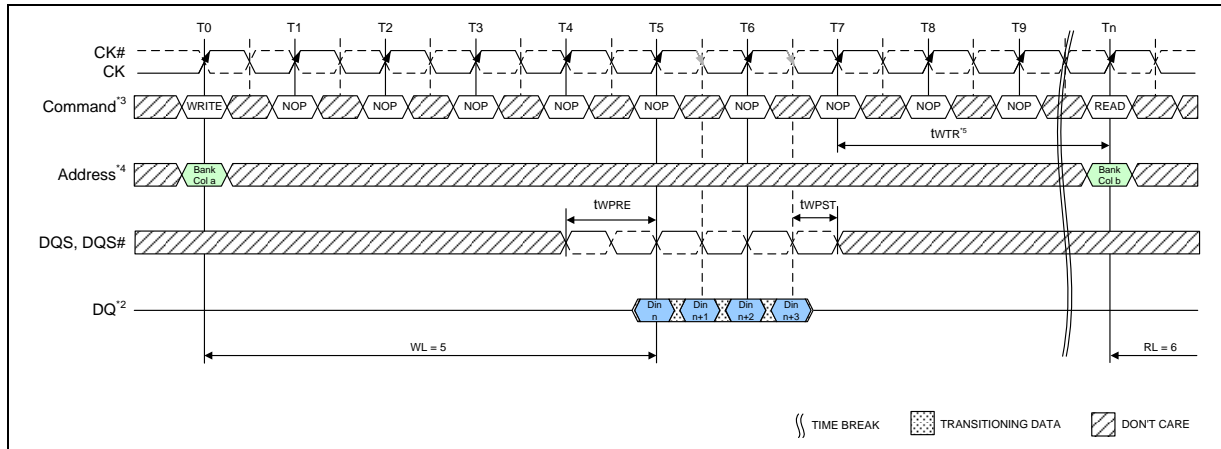 T0 T1 T2 T3 T4 T5 T6 T7 T8 T9 Tn
CK#
CK
Command*3 WRITE NOP NOP NOP NOP NOP NOP NOP NOP NOP READ
tWTR*5
Address*4 Bank Col a Bank Col b
tWPRE tWPST
DQS, DQS#
DQ*2 Din n Din n+1 Din n+2 Din n+3
WL = 5 RL = 6
TIME BREAK TRANSITIONING DATA DON'T CARE